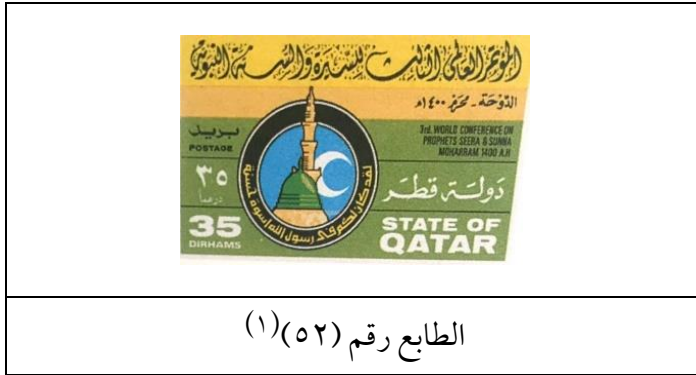 المؤتمر العالمي الثالث للسيرة والسنة النبوية
الدوحة - محرم ١٤٠٠هـ
3rd. WORLD CONFERENCE ON
PROPHETS SEERA & SUNNA
MOHARRAM 1400 A.H
بريد
POSTAGE
٣٥
درهما
35
DIRHAMS
لقد كان لكم في رسول الله اسوة حسنة
دولة قطر
STATE OF
QATAR
الطابع رقم (٥٢)(١)